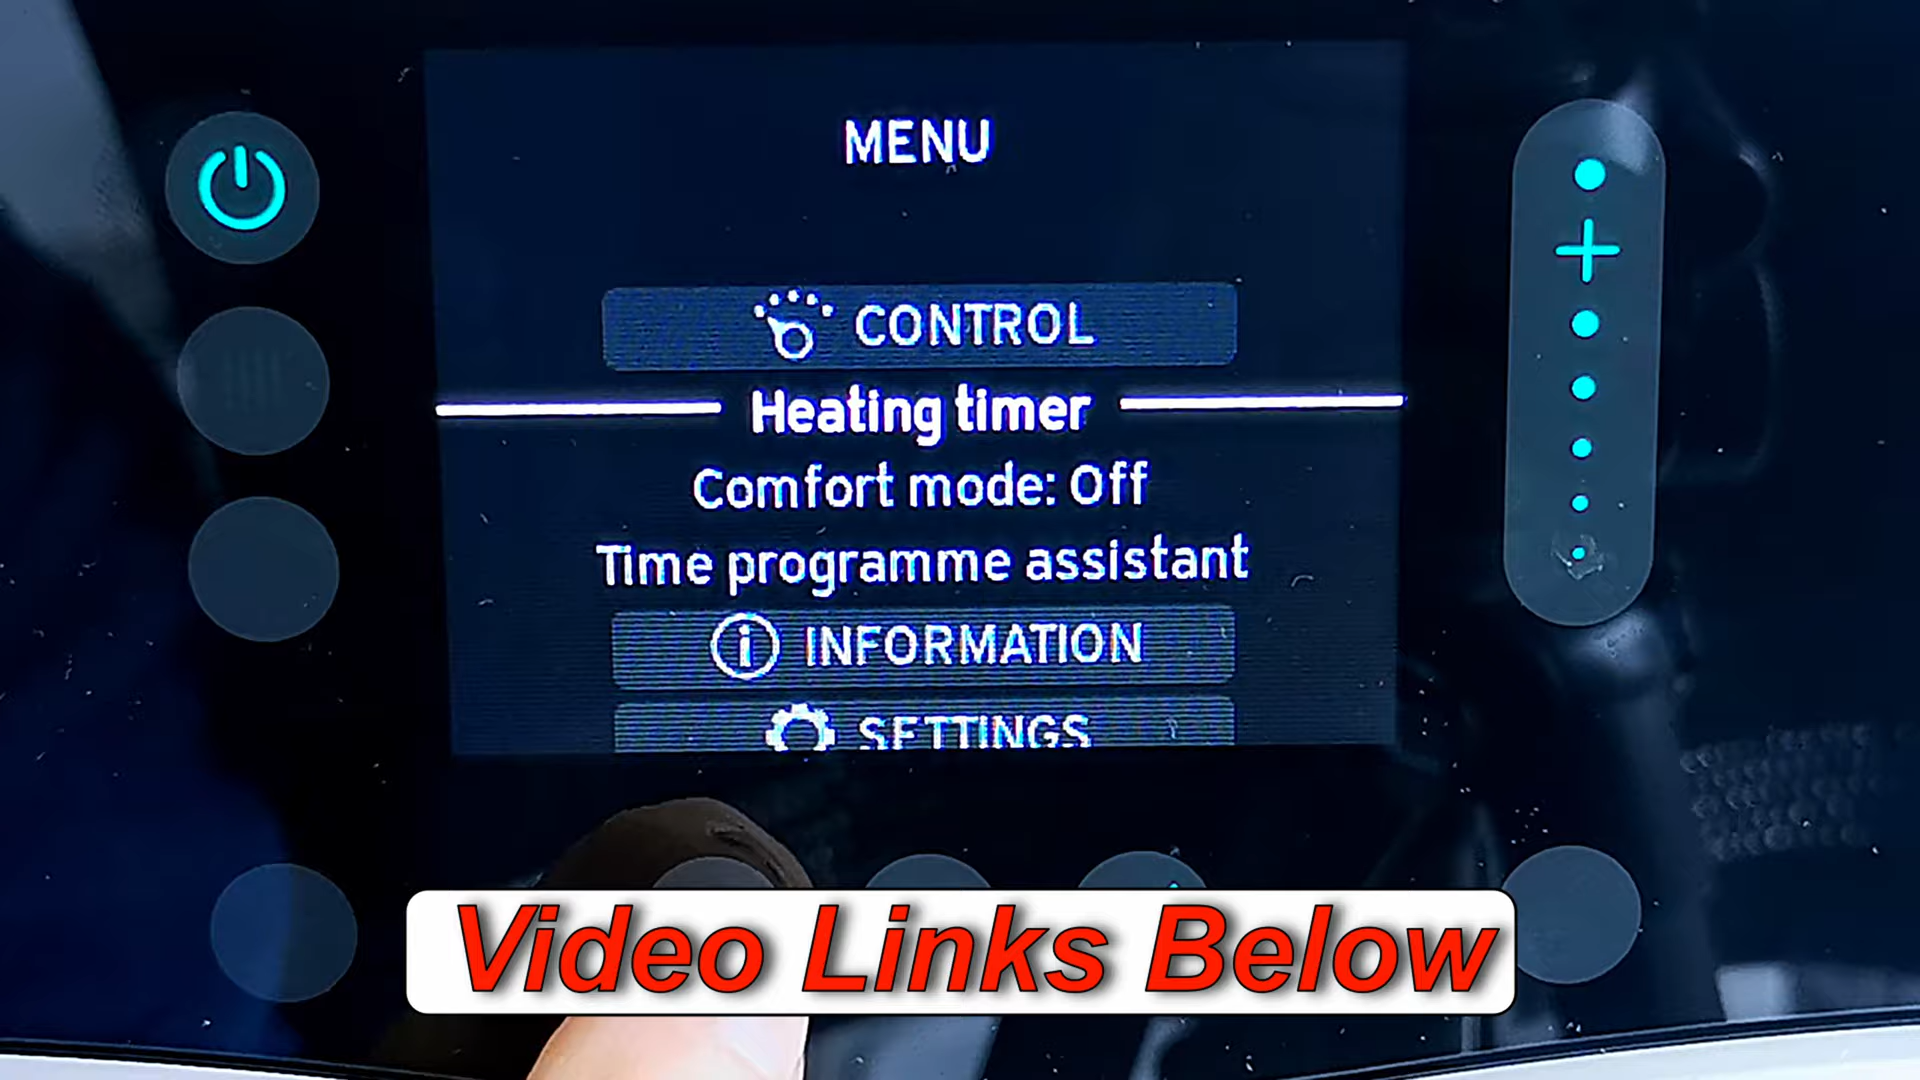 MENU
CONTROL
Heating timer
Comfort mode: Off
Time programme assistant
INFORMATION
SETTINGS
Video Links Below